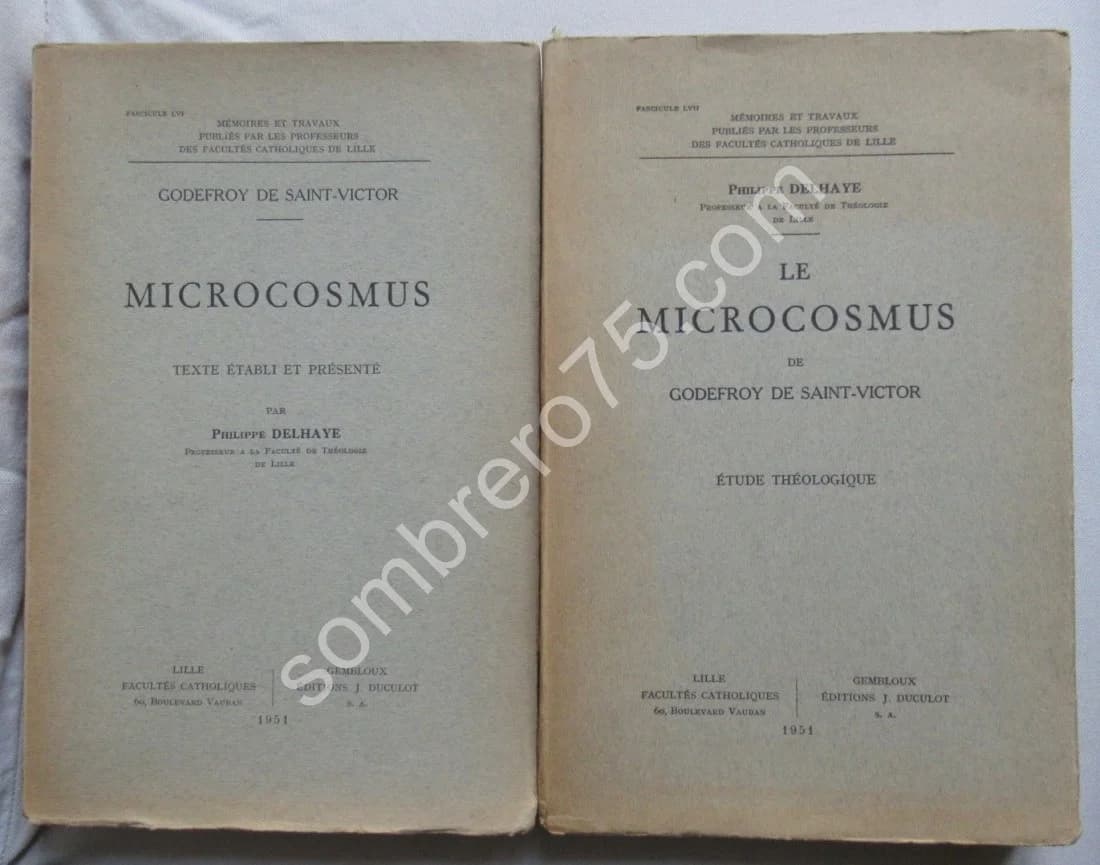 FASCICULE LVI
MÉMOIRES ET TRAVAUX
PUBLIÉS PAR LES PROFESSEURS
DES FACULTÉS CATHOLIQUES DE LILLE
GODEFROY DE SAINT-VICTOR
MICROCOSMUS
TEXTE ÉTABLI ET PRÉSENTÉ
PAR
PHILIPPE DELHAYE
PROFESSEUR A LA FACULTÉ DE THÉOLOGIE
DE LILLE
LILLE
FACULTÉS CATHOLIQUES
60, BOULEVARD VAUBAN
GEMBLOUX
ÉDITIONS J. DUCULOT
S. A.
1951
FASCICULE LVII
MÉMOIRES ET TRAVAUX
PUBLIÉS PAR LES PROFESSEURS
DES FACULTÉS CATHOLIQUES DE LILLE
PHILIPPE DELHAYE
PROFESSEUR A LA FACULTÉ DE THÉOLOGIE
DE LILLE
LE
MICROCOSMUS
DE
GODEFROY DE SAINT-VICTOR
ÉTUDE THÉOLOGIQUE
LILLE
FACULTÉS CATHOLIQUES
60, BOULEVARD VAUBAN
GEMBLOUX
ÉDITIONS J. DUCULOT
S. A.
1951
sombrero75.com